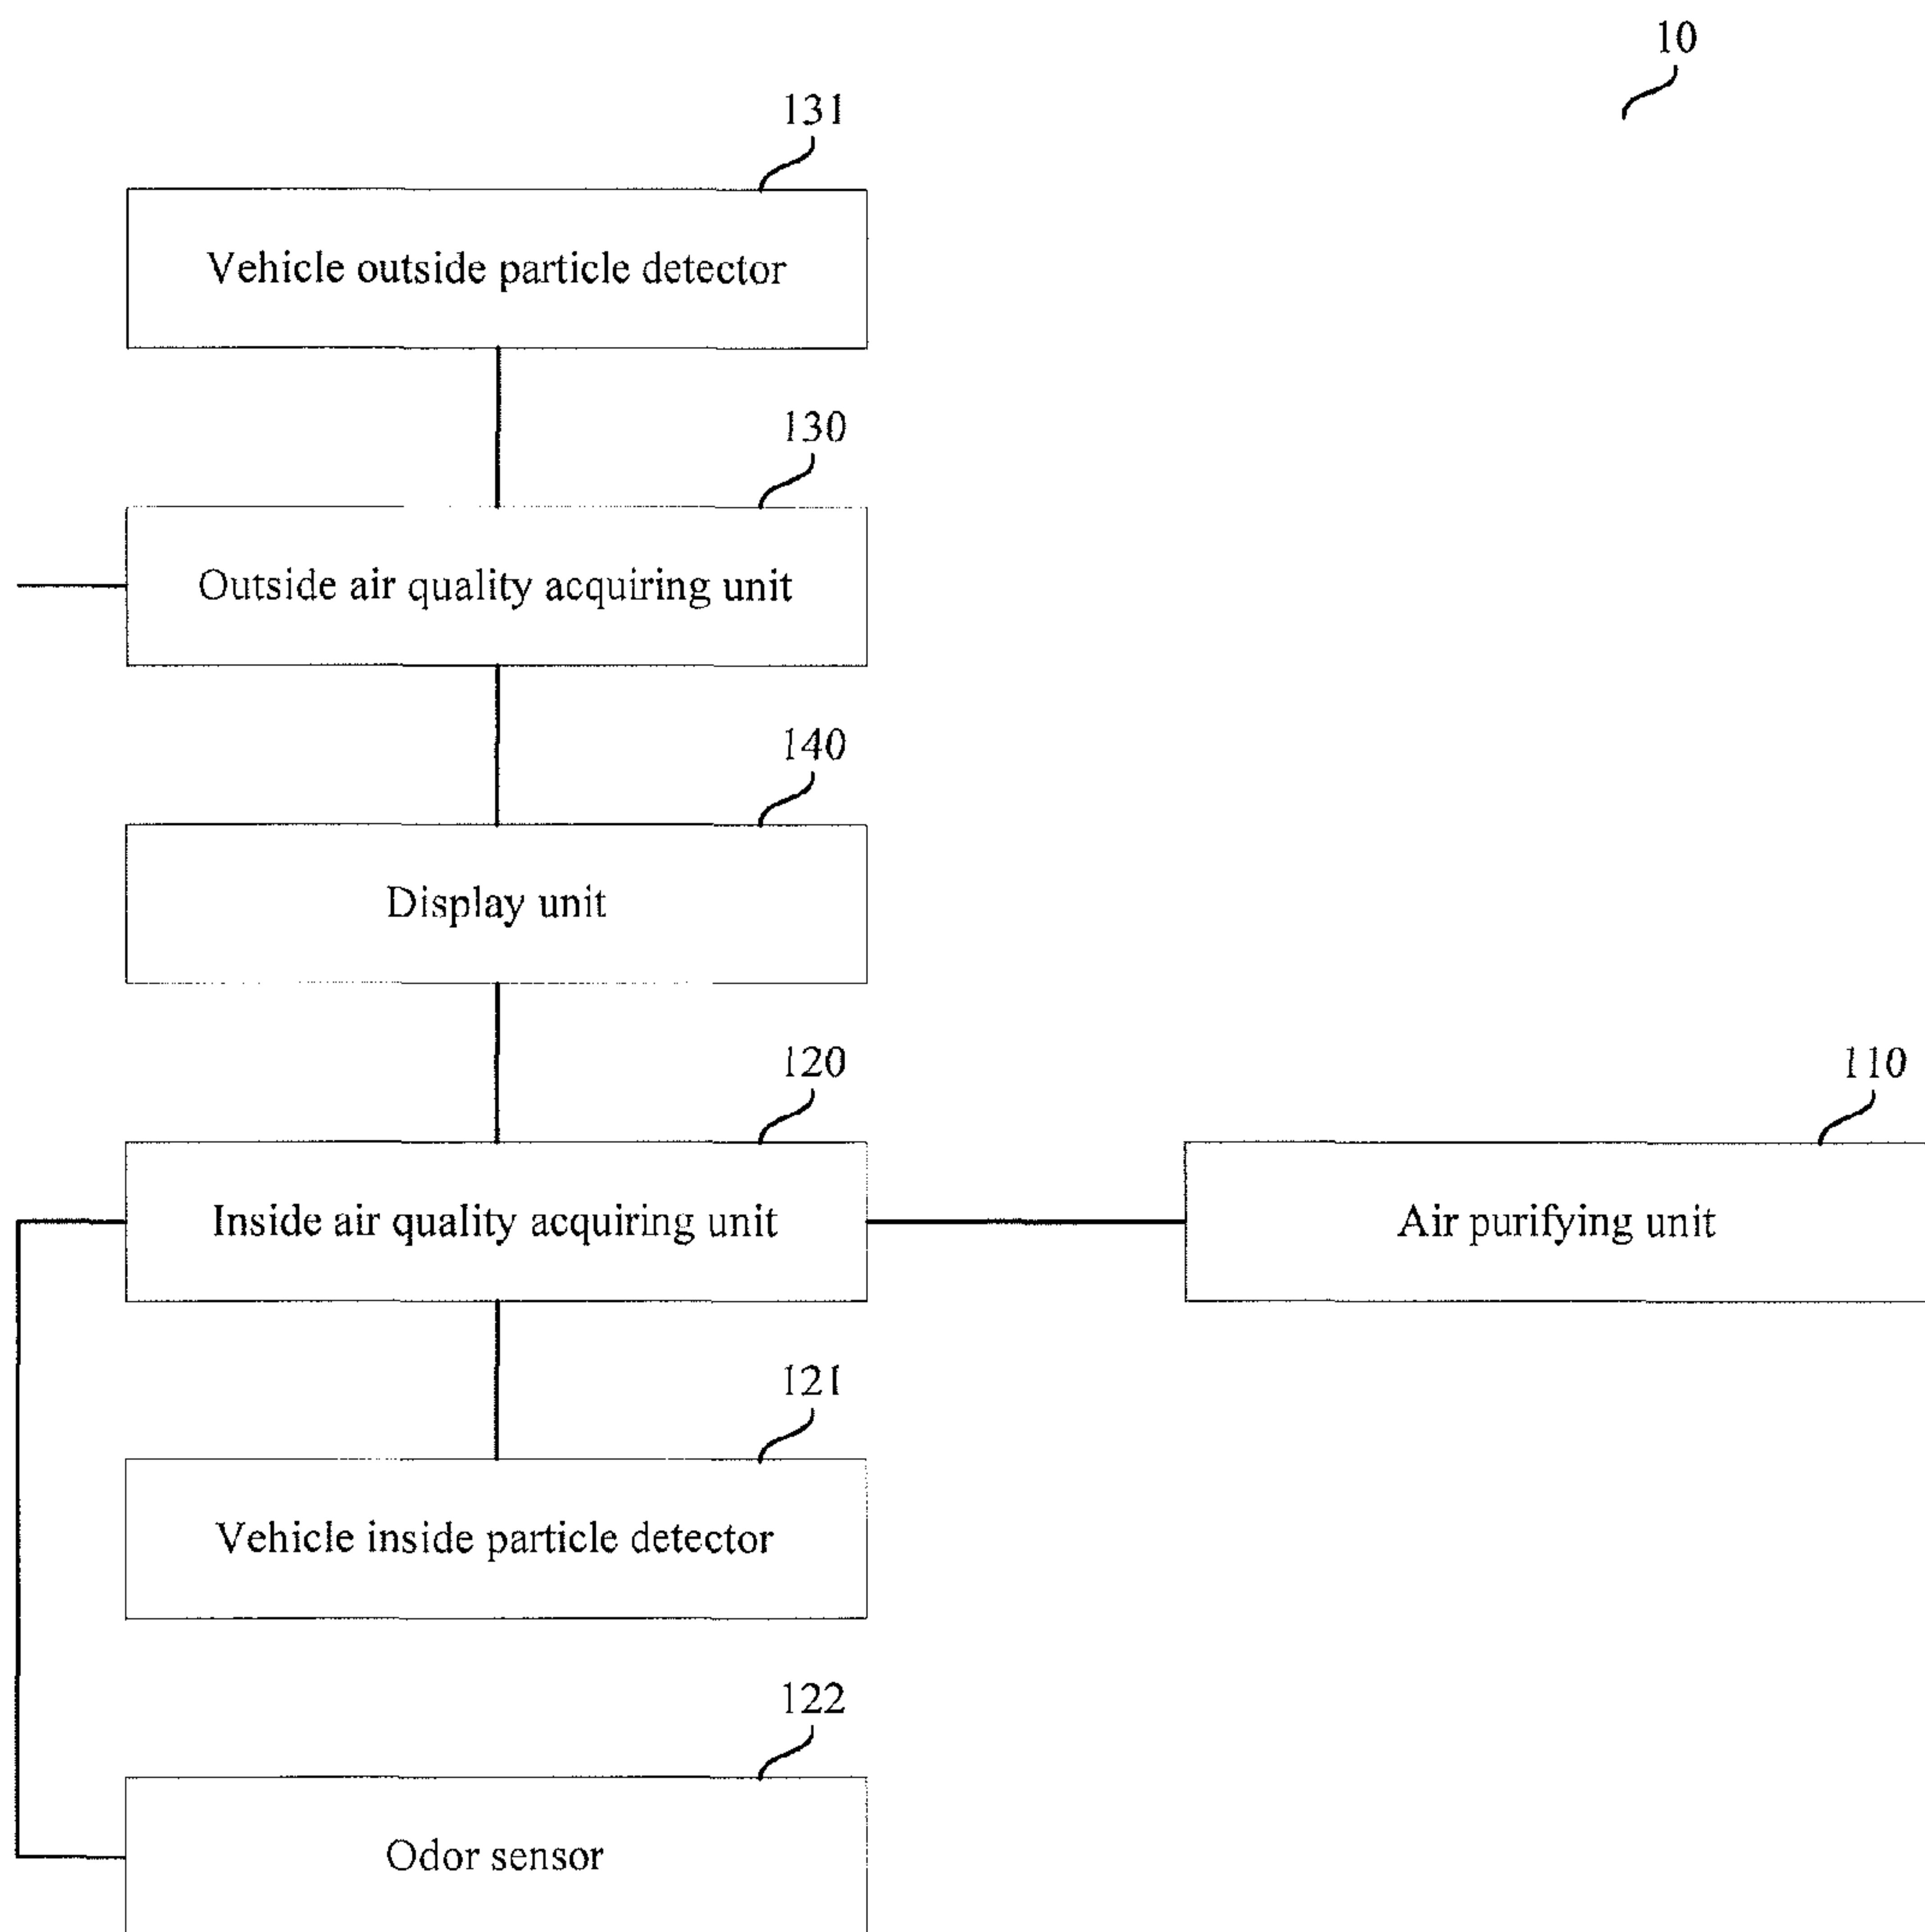 10
131
Vehicle outside particle detector
130
Outside air quality acquiring unit
140
Display unit
120
110
Inside air quality acquiring unit
Air purifying unit
121
Vehicle inside particle detector
122
Odor sensor